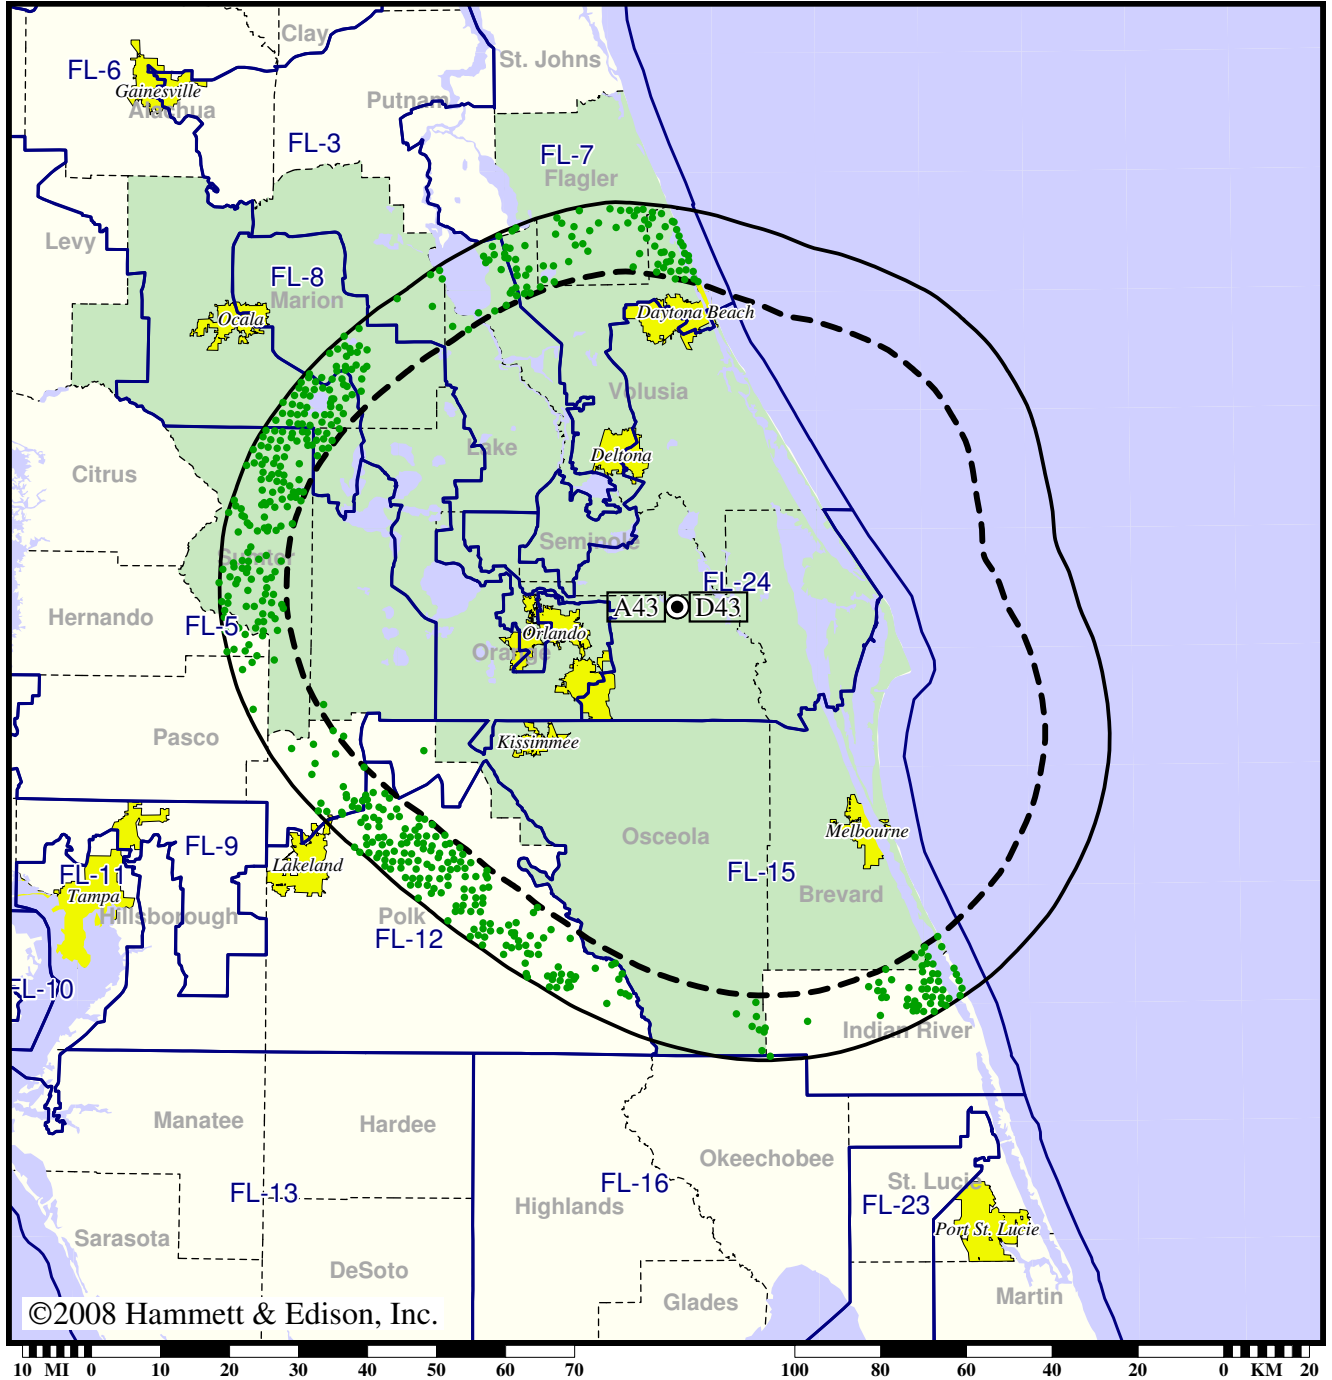 Clay
St. Johns
FL-6
Gainesville
Alachua
Putnam
FL-3
FL-7
Flagler
Levy
FL-8
Marion
Ocala
Daytona Beach
Volusia
Lake
Deltona
Citrus
Seminole
Sumter
FL-24
A43 D43
Hernando
FL-5
Orlando
Orange
Pasco
Kissimmee
Osceola
Melbourne
FL-9
Lakeland
FL-15
FL-11
Tampa
Brevard
Hillsborough
Polk
FL-12
FL-10
Indian River
Manatee
Hardee
Okeechobee
FL-16
St. Lucie
FL-13
Highlands
FL-23
Port St. Lucie
Sarasota
DeSoto
Glades
Martin
©2008 Hammett & Edison, Inc.
10 MI 0 10 20 30 40 50 60 70 100 80 60 40 20 0 KM 20